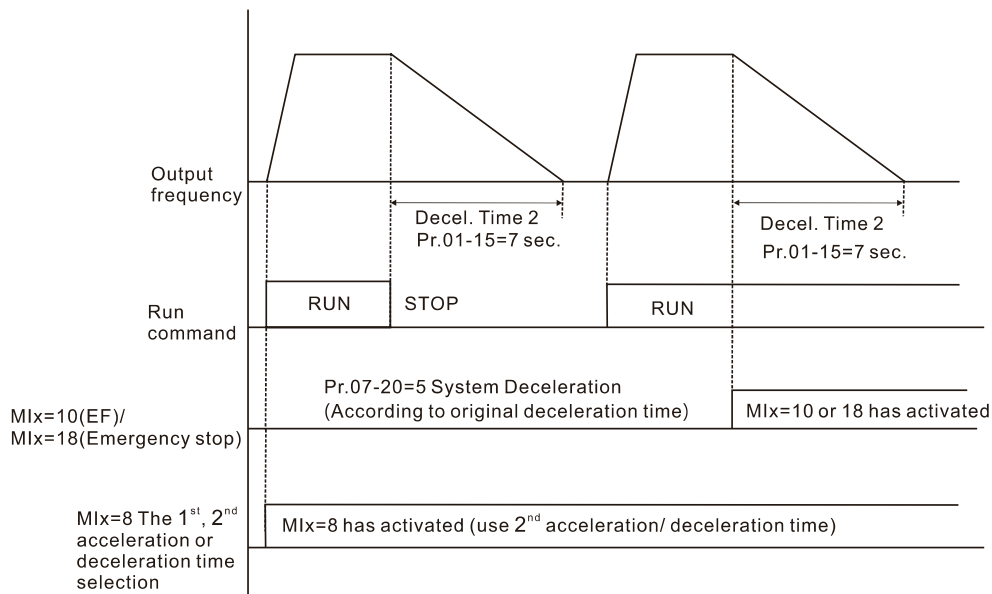 Output
frequency
Decel. Time 2
Pr.01-15=7 sec.
Decel. Time 2
Pr.01-15=7 sec.
Run
command
RUN
STOP
RUN
MIx=10(EF)/
MIx=18(Emergency stop)
Pr.07-20=5 System Deceleration
(According to original deceleration time)
MIx=10 or 18 has activated
MIx=8 The 1st, 2nd
acceleration or
deceleration time
selection
MIx=8 has activated (use 2nd acceleration/ deceleration time)